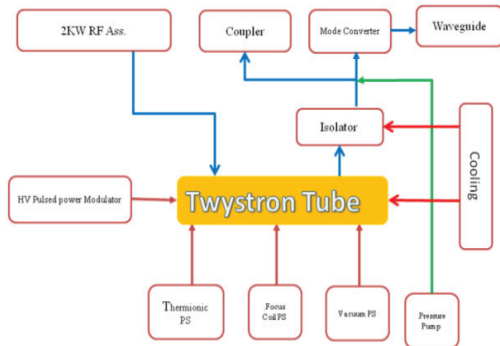 2KW RF Ass.
Coupler
Mode Converter
Waveguide
Isolator
Cooling
HV Pulsed power Modulator
Twystron Tube
Thermionic
PS
Focus
Coil PS
Vacuum PS
Pressure
Pump